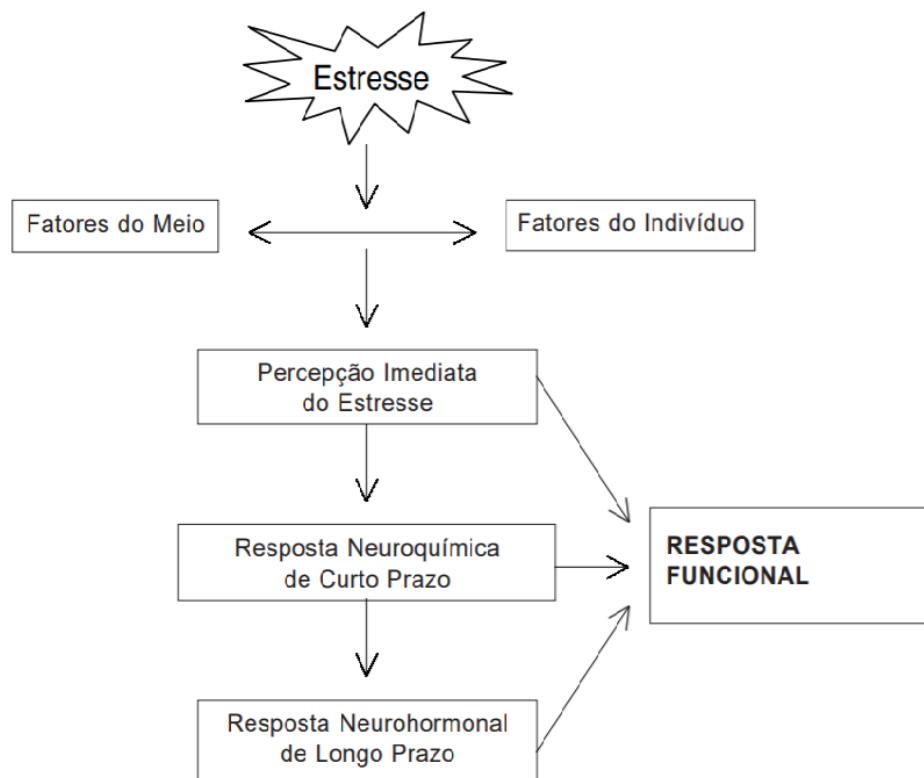 Estresse
Fatores do Meio
Fatores do Indivíduo
Percepção Imediata
do Estresse
Resposta Neuroquímica
de Curto Prazo
RESPOSTA
FUNCIONAL
Resposta Neurohormonal
de Longo Prazo